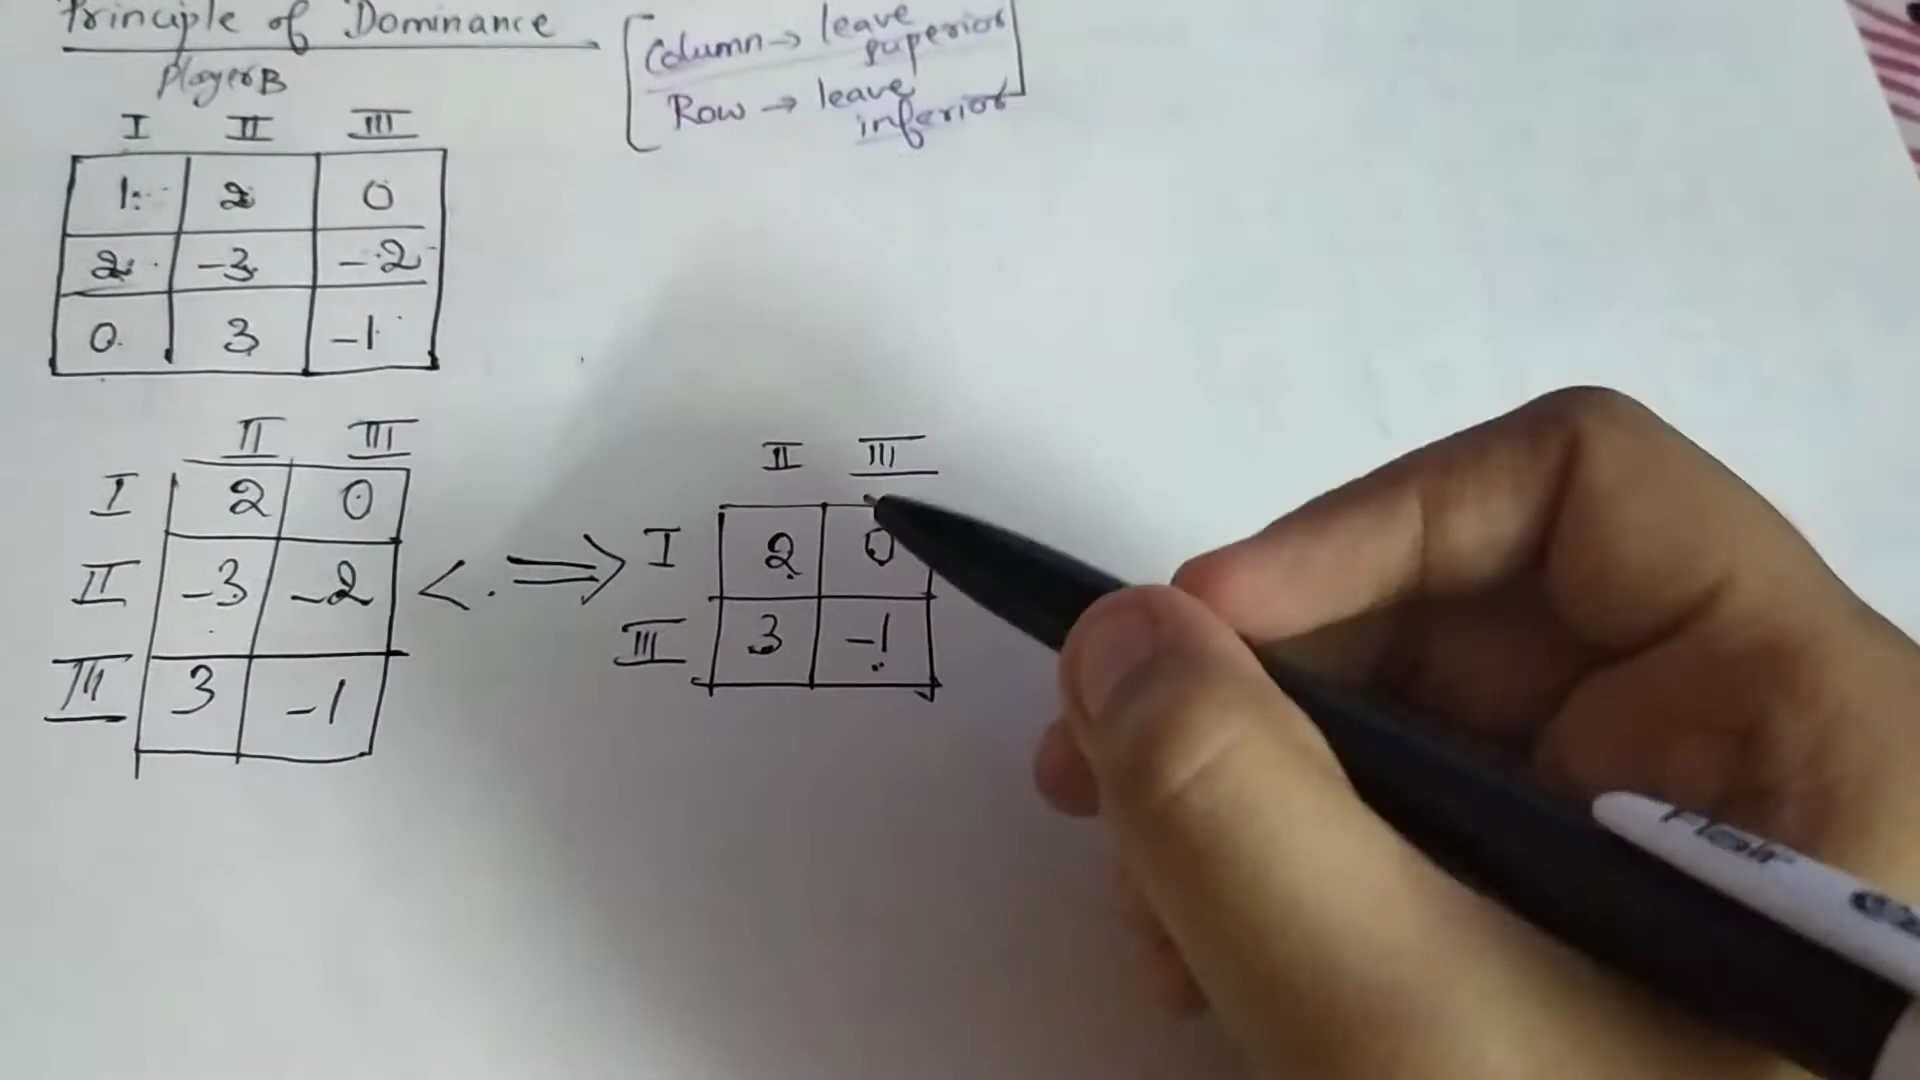 Principle of Dominance
Column → leave superior
Row → leave inferior
Player B
I II III
1 2 0
2 -3 -2
0 3 -1
II III
I 2 0
II -3 -2 < ⇒
III 3 -1
II III
I 2 0
III 3 -1
Flair